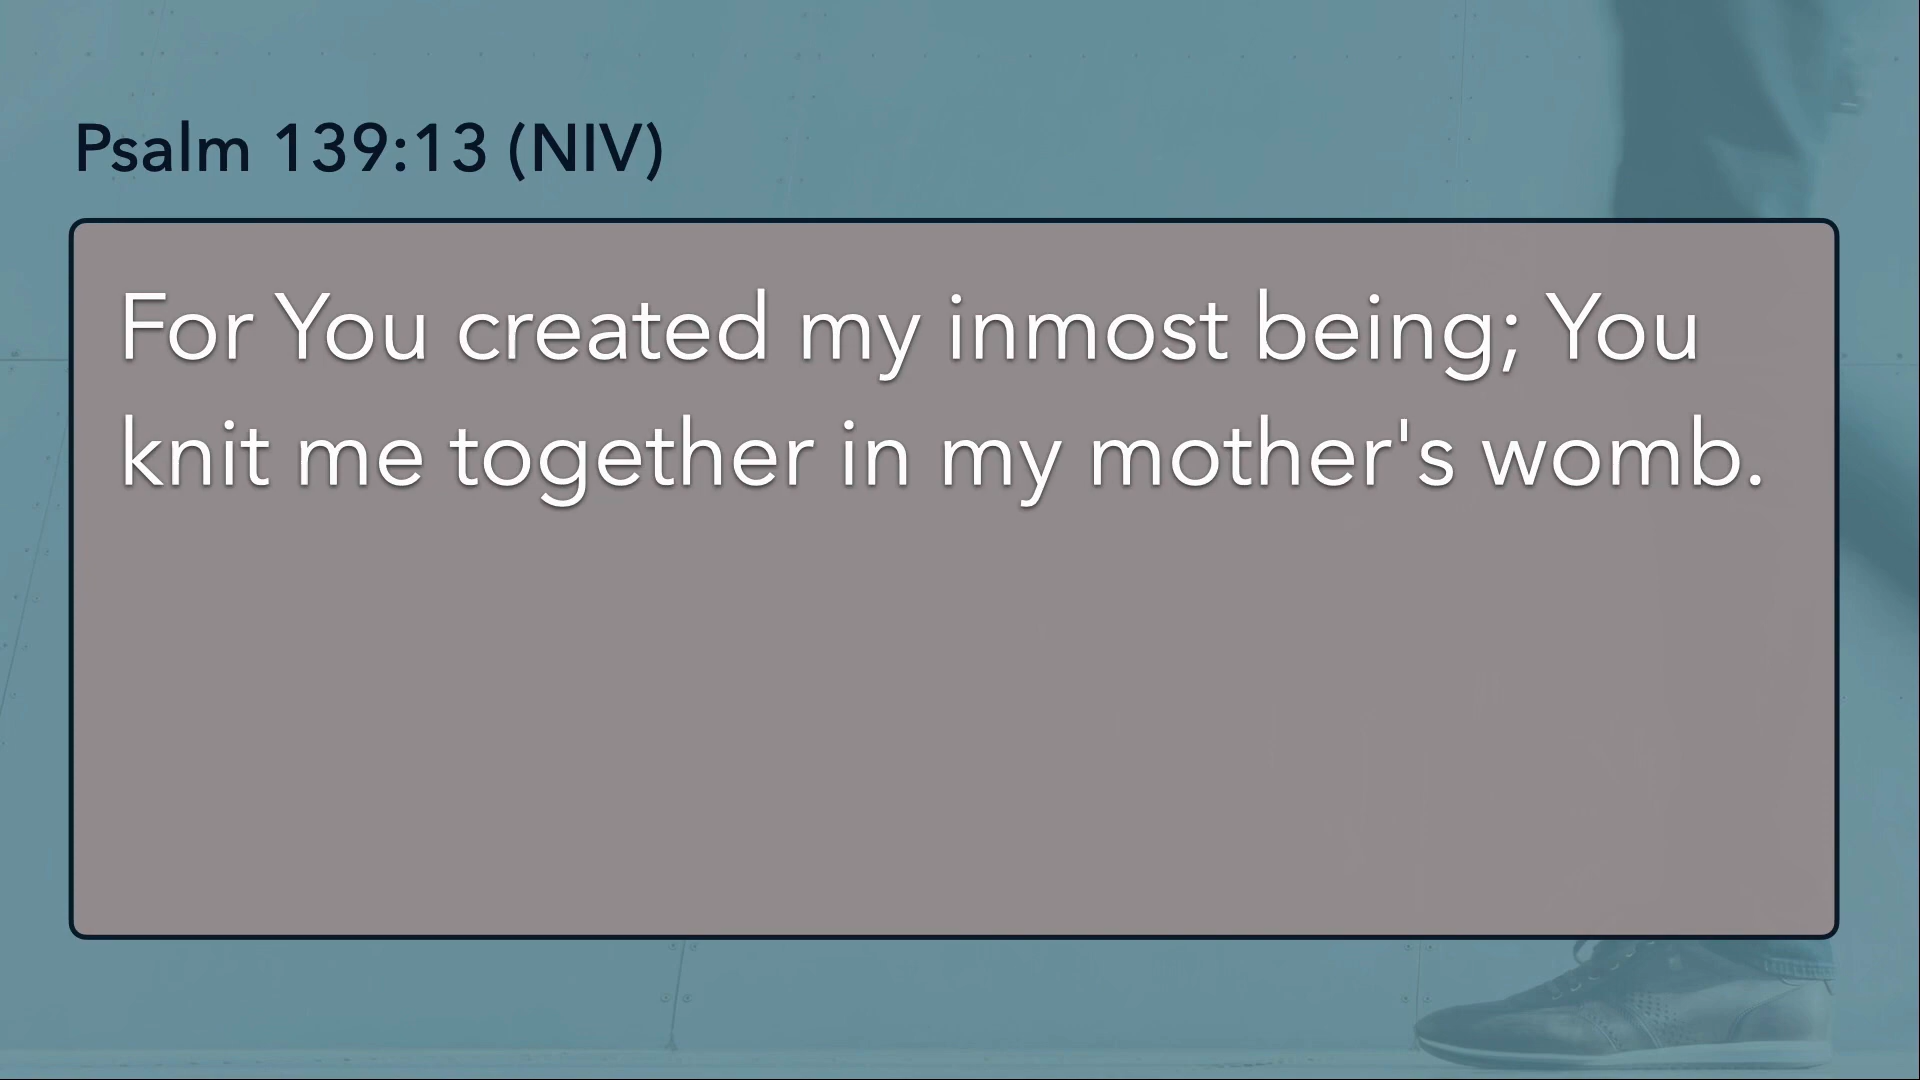 Psalm 139:13 (NIV)
For You created my inmost being; You
knit me together in my mother's womb.